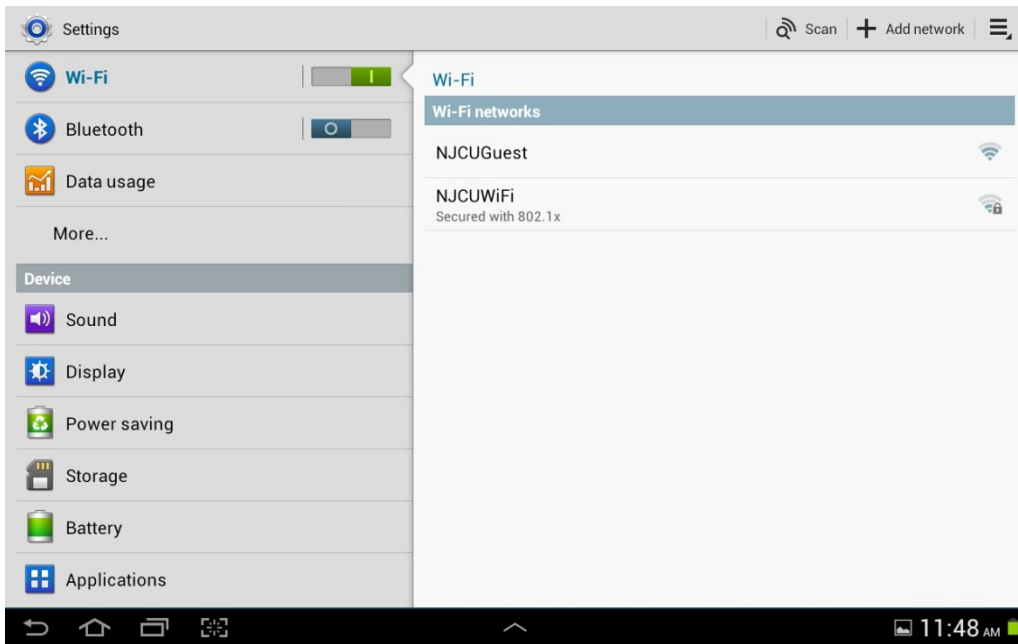 Settings
Scan
Add network
Wi-Fi
Bluetooth
Data usage
More...
Device
Sound
Display
Power saving
Storage
Battery
Applications
Wi-Fi
Wi-Fi networks
NJCUGuest
NJCUWiFi
Secured with 802.1x
11:48 AM